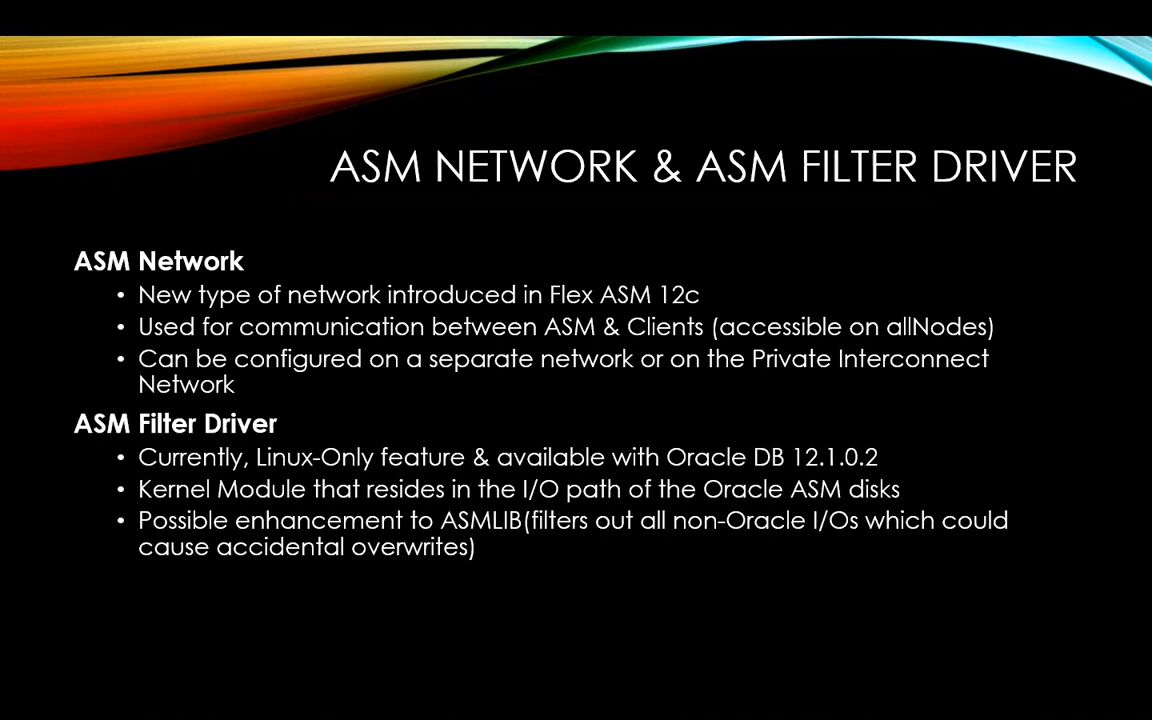 ASM NETWORK & ASM FILTER DRIVER
ASM Network
• New type of network introduced in Flex ASM 12c
• Used for communication between ASM & Clients (accessible on allNodes)
• Can be configured on a separate network or on the Private Interconnect
Network
ASM Filter Driver
• Currently, Linux-Only feature & available with Oracle DB 12.1.0.2
• Kernel Module that resides in the I/O path of the Oracle ASM disks
• Possible enhancement to ASMLIB(filters out all non-Oracle I/Os which could
cause accidental overwrites)